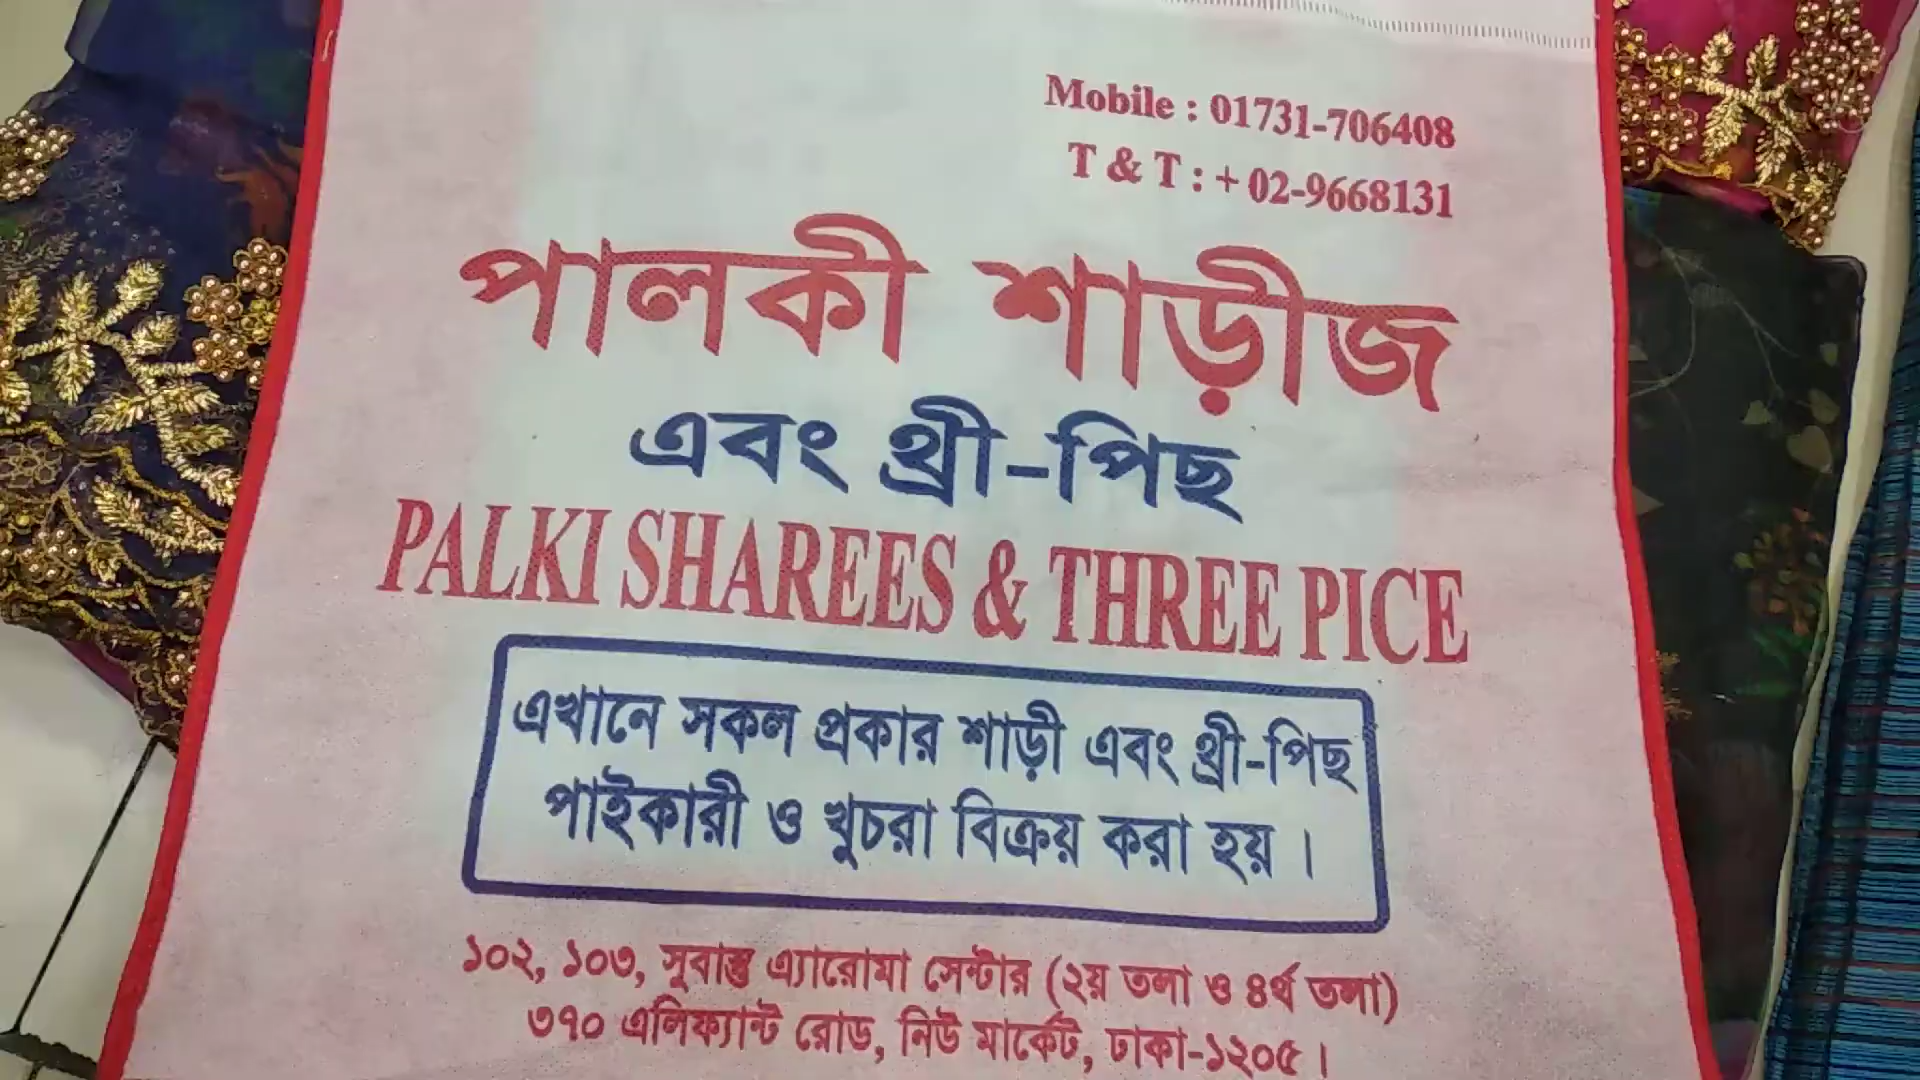 Mobile : 01731-706408
T & T : + 02-9668131
পালকী শাড়ীজ
এবং থ্রী-পিছ
PALKI SHAREES & THREE PICE
এখানে সকল প্রকার শাড়ী এবং থ্রী-পিছ
পাইকারী ও খুচরা বিক্রয় করা হয় ।
১০২, ১০৩, সুবাস্তু এ্যারোমা সেন্টার (২য় তলা ও ৪র্থ তলা)
৩৭০ এলিফ্যান্ট রোড, নিউ মার্কেট, ঢাকা-১২০৫ ।